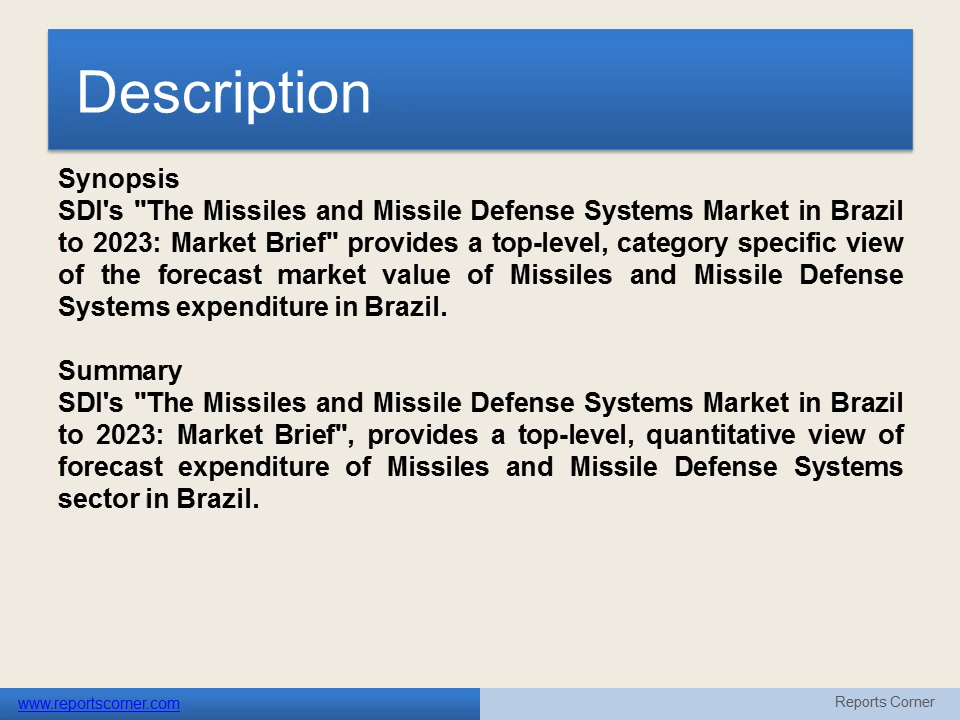 Description
Synopsis
SDI's "The Missiles and Missile Defense Systems Market in Brazil
to 2023: Market Brief" provides a top-level, category specific view
of the forecast market value of Missiles and Missile Defense
Systems expenditure in Brazil.
Summary
SDI's "The Missiles and Missile Defense Systems Market in Brazil
to 2023: Market Brief", provides a top-level, quantitative view of
forecast expenditure of Missiles and Missile Defense Systems
sector in Brazil.
www.reportscorner.com
Reports Corner